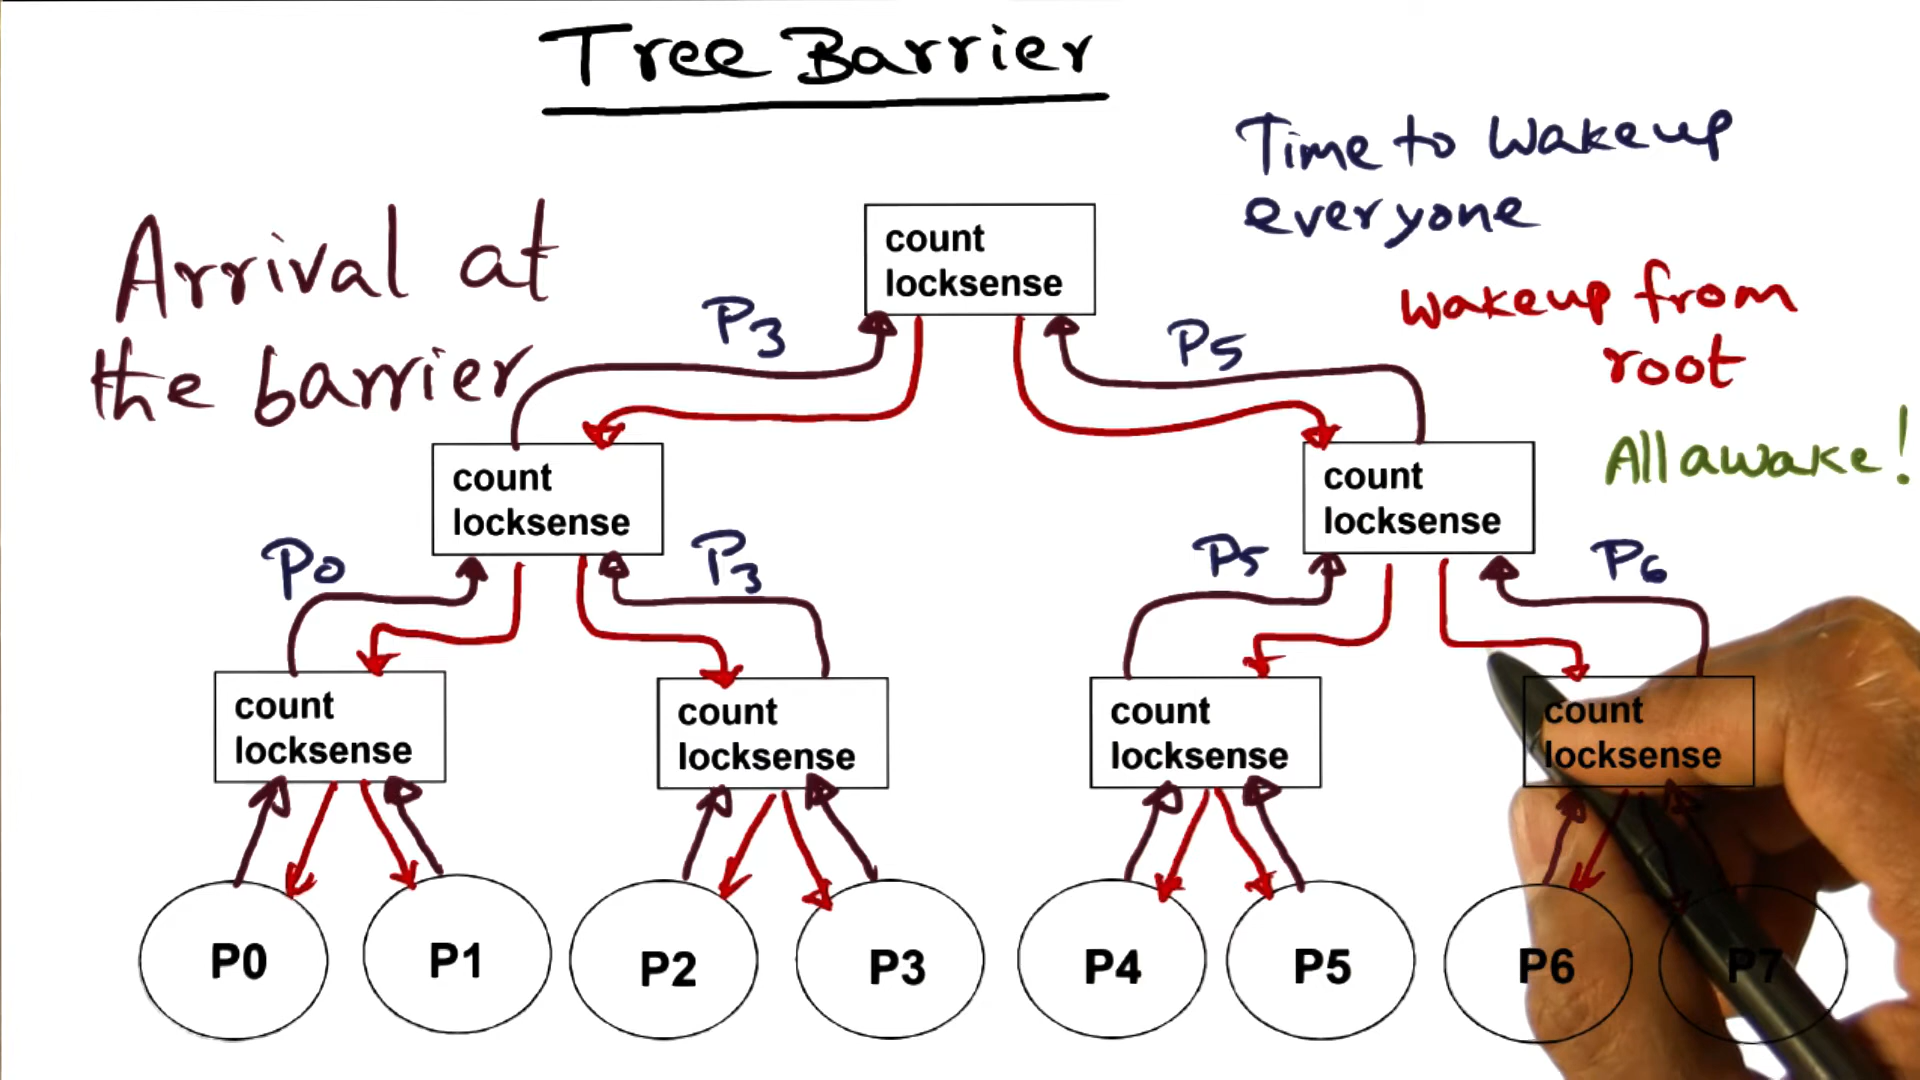 Tree Barrier
Time to Wakeup
everyone
Arrival at
the barrier
count
locksense
wakeup from
root
P3
P5
All awake!
count
locksense
count
locksense
P0
P3
P5
P6
count
locksense
count
locksense
count
locksense
count
locksense
P0
P1
P2
P3
P4
P5
P6
P7